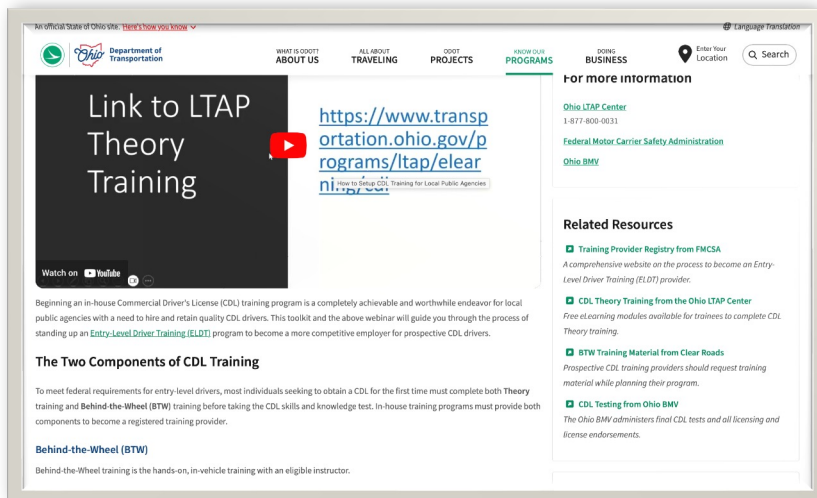 An official State of Ohio site. Here's how you know
Language Translation
Ohio
Department of
Transportation
WHAT IS ODOT?
ABOUT US
ALL ABOUT
TRAVELING
ODOT
PROJECTS
KNOW OUR
PROGRAMS
DOING
BUSINESS
Enter Your
Location
Search
Link to LTAP
Theory
Training
https://www.transp
ortation.ohio.gov/p
rograms/ltap/elear
ning/cdl
How to Setup CDL Training for Local Public Agencies
Watch on YouTube
Beginning an in-house Commercial Driver's License (CDL) training program is a completely achievable and worthwhile endeavor for local
public agencies with a need to hire and retain quality CDL drivers. This toolkit and the above webinar will guide you through the process of
standing up an Entry-Level Driver Training (ELDT) program to become a more competitive employer for prospective CDL drivers.
The Two Components of CDL Training
To meet federal requirements for entry-level drivers, most individuals seeking to obtain a CDL for the first time must complete both Theory
training and Behind-the-Wheel (BTW) training before taking the CDL skills and knowledge test. In-house training programs must provide both
components to become a registered training provider.
Behind-the-Wheel (BTW)
Behind-the-Wheel training is the hands-on, in-vehicle training with an eligible instructor.
For more information
Ohio LTAP Center
1-877-800-0031
Federal Motor Carrier Safety Administration
Ohio BMV
Related Resources
Training Provider Registry from FMCSA
A comprehensive website on the process to become an Entry-
Level Driver Training (ELDT) provider.
CDL Theory Training from the Ohio LTAP Center
Free eLearning modules available for trainees to complete CDL
Theory training.
BTW Training Material from Clear Roads
Prospective CDL training providers should request training
material while planning their program.
CDL Testing from Ohio BMV
The Ohio BMV administers final CDL tests and all licensing and
license endorsements.